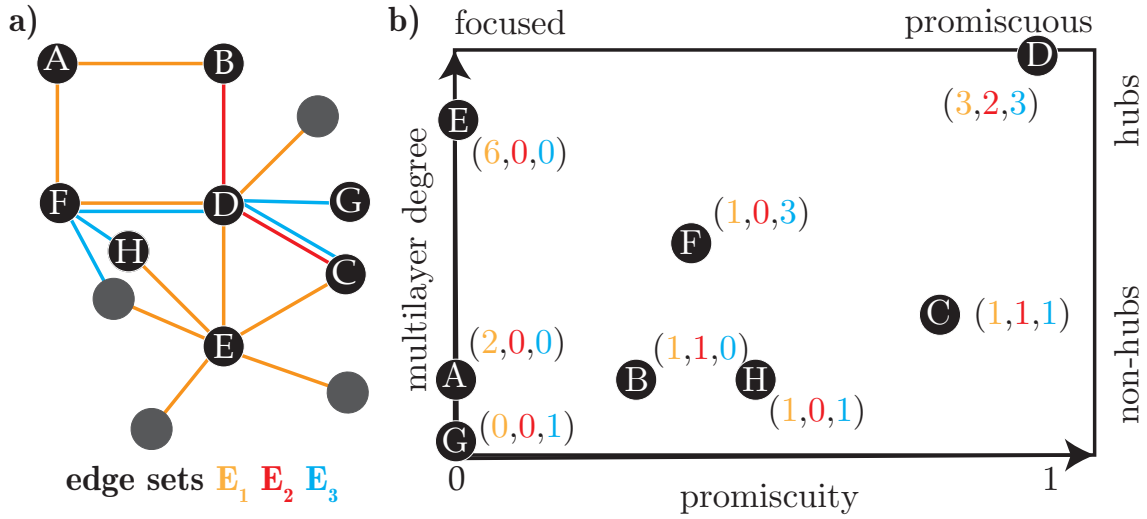 a)
A
B
F
D
G
H
C
E
edge sets E1 E2 E3
b)
focused
promiscuous
D
(3,2,3)
E
(6,0,0)
(1,0,3)
F
C
(1,1,1)
(2,0,0)
A
(1,1,0)
B
H
(1,0,1)
G
(0,0,1)
multilayer degree
hubs
non-hubs
0
1
promiscuity